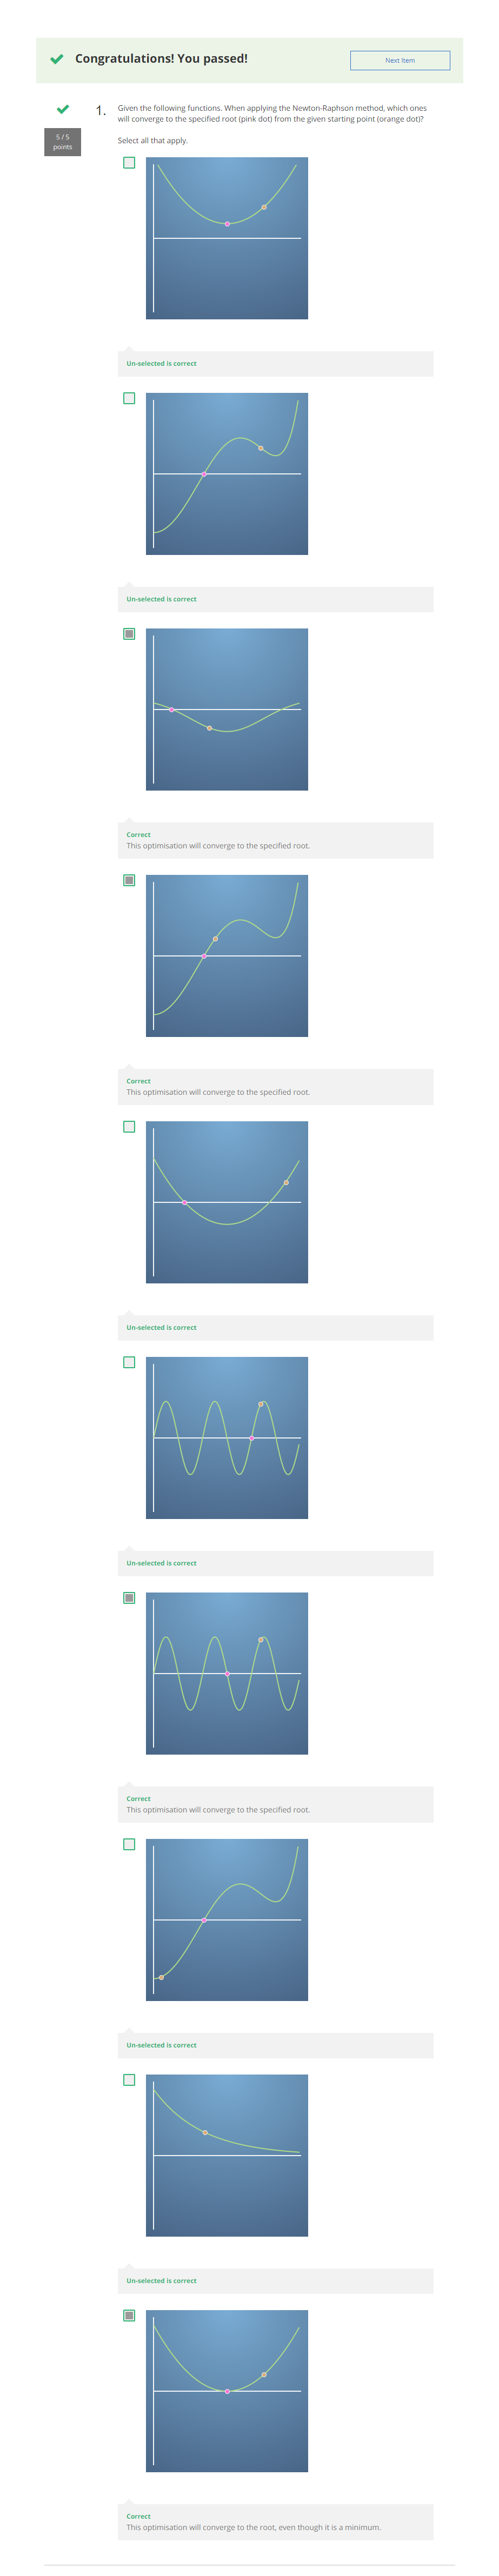 Congratulations! You passed!
Next Item
1.
Given the following functions. When applying the Newton-Raphson method, which ones
will converge to the specified root (pink dot) from the given starting point (orange dot)?
5 / 5
points
Select all that apply.
Un-selected is correct
Un-selected is correct
Correct
This optimisation will converge to the specified root.
Correct
This optimisation will converge to the specified root.
Un-selected is correct
Un-selected is correct
Correct
This optimisation will converge to the specified root.
Un-selected is correct
Un-selected is correct
Correct
This optimisation will converge to the root, even though it is a minimum.